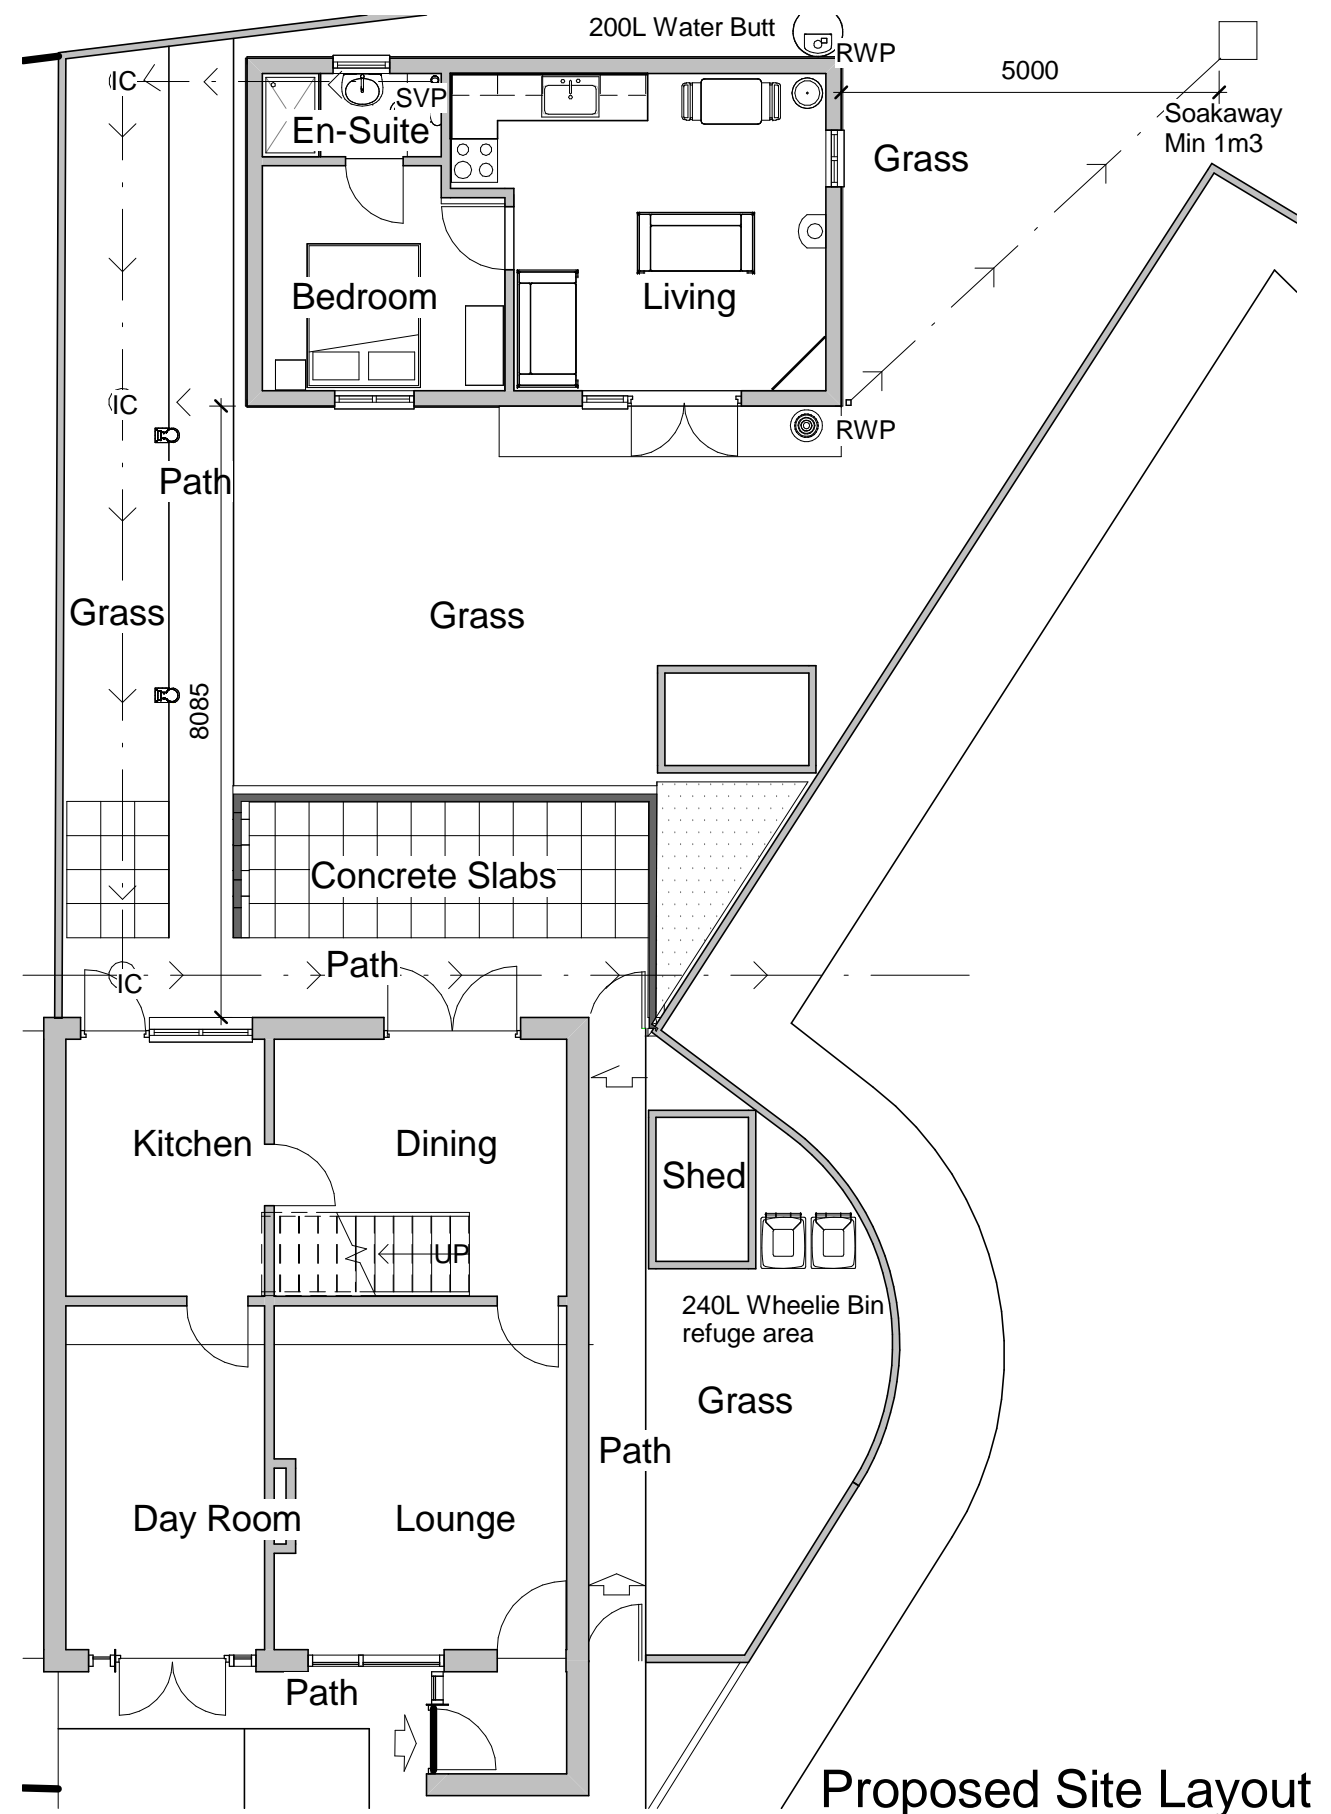 200L Water Butt
RWP
5000
IC
SVP
En-Suite
Soakaway
Min 1m3
Grass
Bedroom
Living
IC
RWP
Path
Grass
Grass
8085
Concrete Slabs
Path
IC
Kitchen
Dining
Shed
UP
240L Wheelie Bin
refuge area
Grass
Path
Day Room
Lounge
Path
Proposed Site Layout